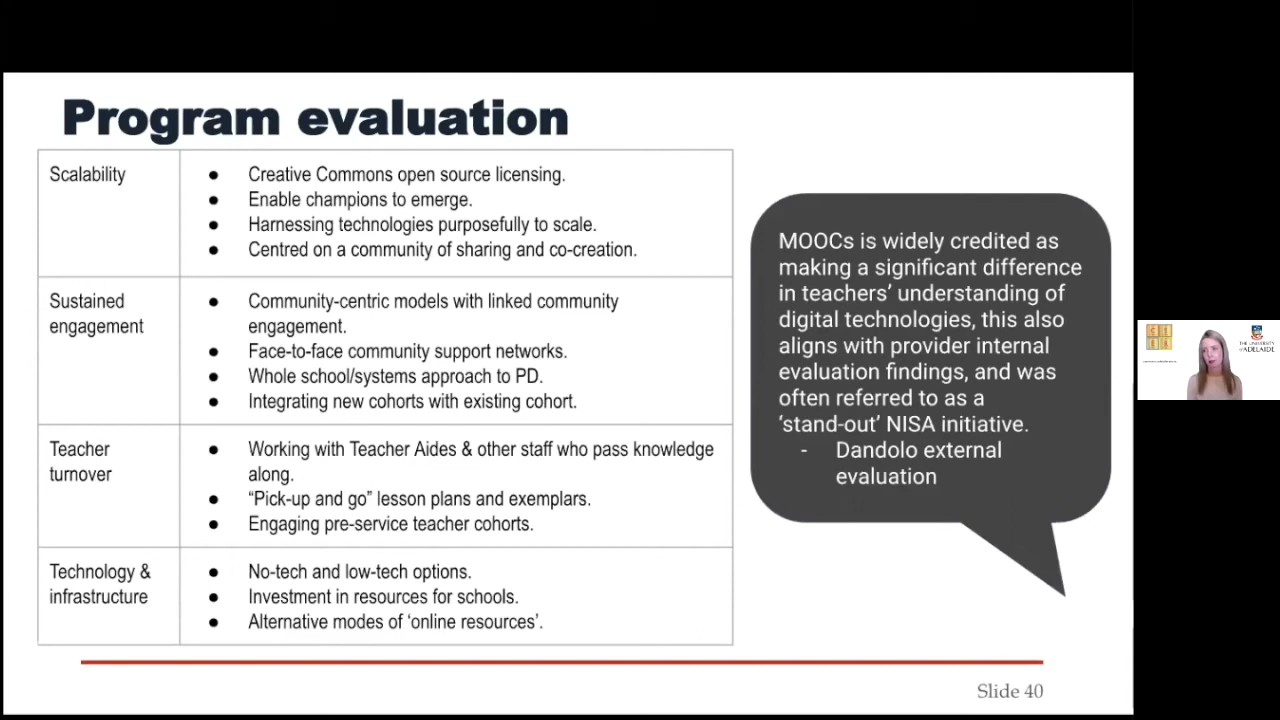 Program evaluation
Scalability
● Creative Commons open source licensing.
● Enable champions to emerge.
● Harnessing technologies purposefully to scale.
● Centred on a community of sharing and co-creation.
Sustained
engagement
● Community-centric models with linked community
engagement.
● Face-to-face community support networks.
● Whole school/systems approach to PD.
● Integrating new cohorts with existing cohort.
Teacher
turnover
● Working with Teacher Aides & other staff who pass knowledge
along.
● “Pick-up and go” lesson plans and exemplars.
● Engaging pre-service teacher cohorts.
Technology &
infrastructure
● No-tech and low-tech options.
● Investment in resources for schools.
● Alternative modes of ‘online resources’.
MOOCs is widely credited as
making a significant difference
in teachers’ understanding of
digital technologies, this also
aligns with provider internal
evaluation findings, and was
often referred to as a
‘stand-out’ NISA initiative.
- Dandolo external
evaluation
Slide 40
THE UNIVERSITY
of ADELAIDE